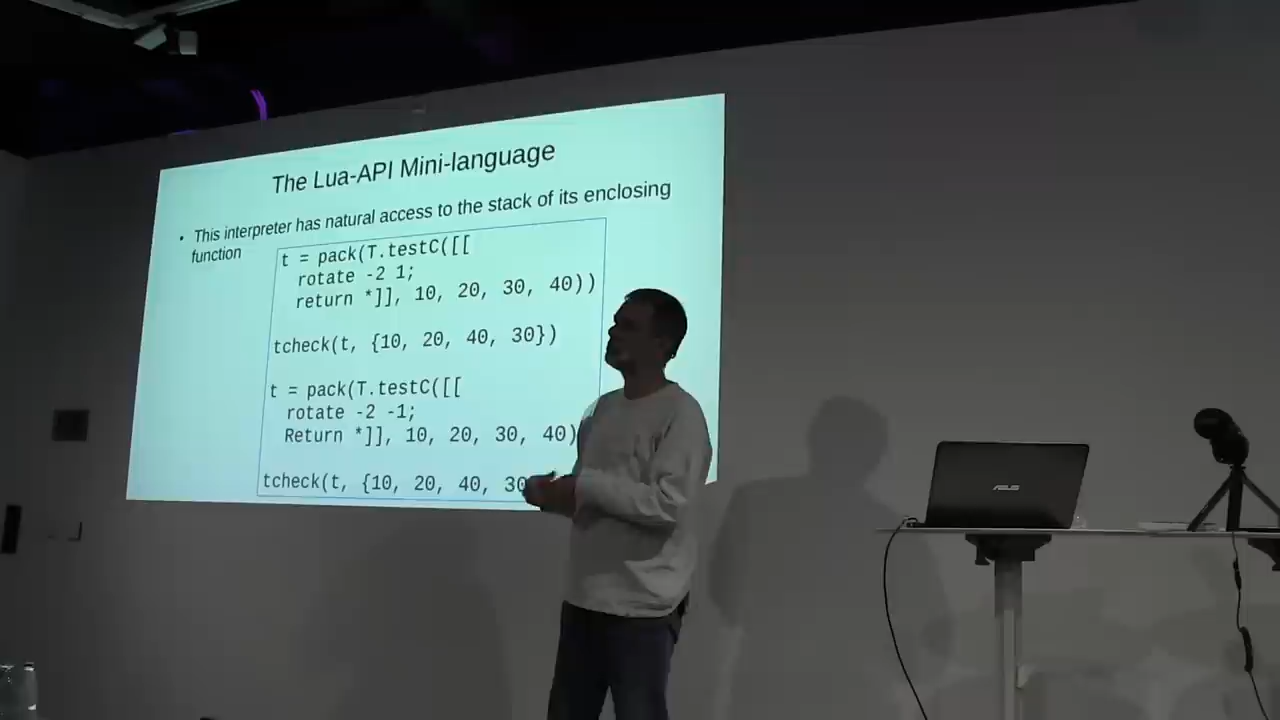 The Lua-API Mini-language
• This interpreter has natural access to the stack of its enclosing
function
t = pack(T.testC([[
rotate -2 1;
return *]], 10, 20, 30, 40))
tcheck(t, {10, 20, 40, 30})
t = pack(T.testC([[
rotate -2 -1;
Return *]], 10, 20, 30, 40)
tcheck(t, {10, 20, 40, 30
ASUS